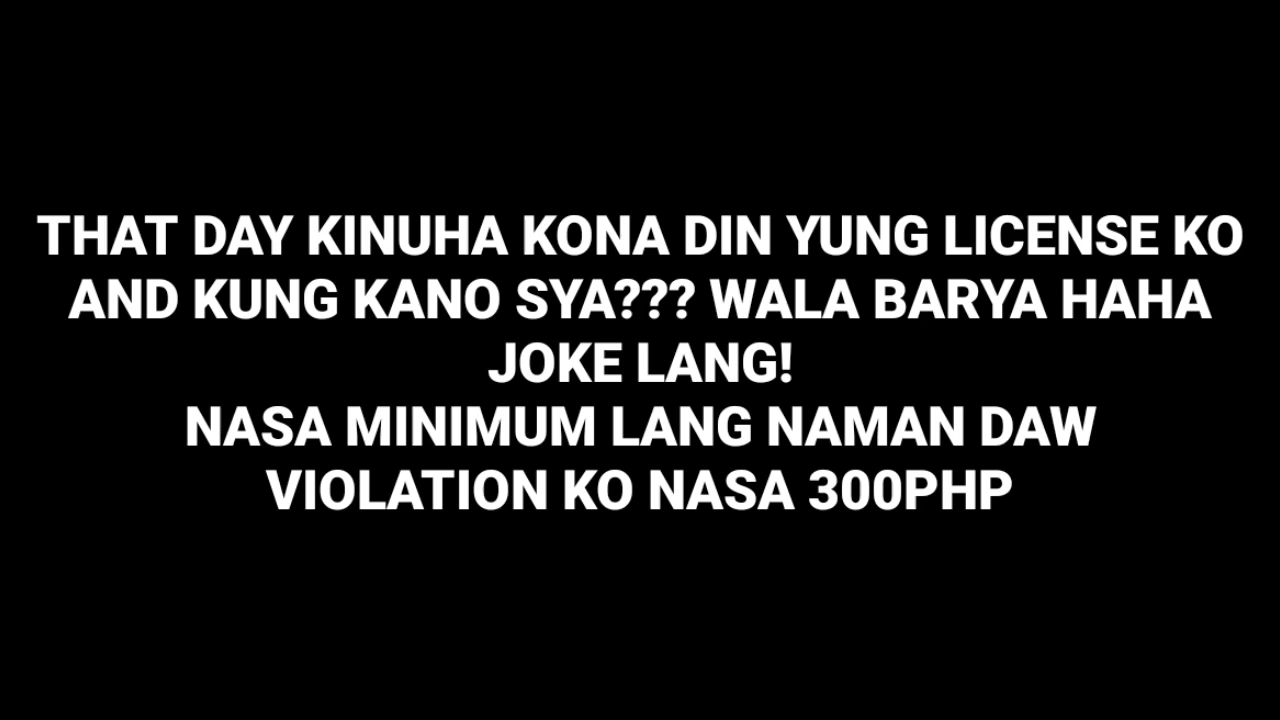 THAT DAY KINUHA KONA DIN YUNG LICENSE KO
AND KUNG KANO SYA??? WALA BARYA HAHA
JOKE LANG!
NASA MINIMUM LANG NAMAN DAW
VIOLATION KO NASA 300PHP